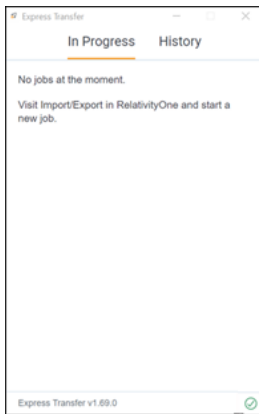 Express Transfer
In Progress History
No jobs at the moment.
Visit Import/Export in RelativityOne and start a
new job.
Express Transfer v1.69.0